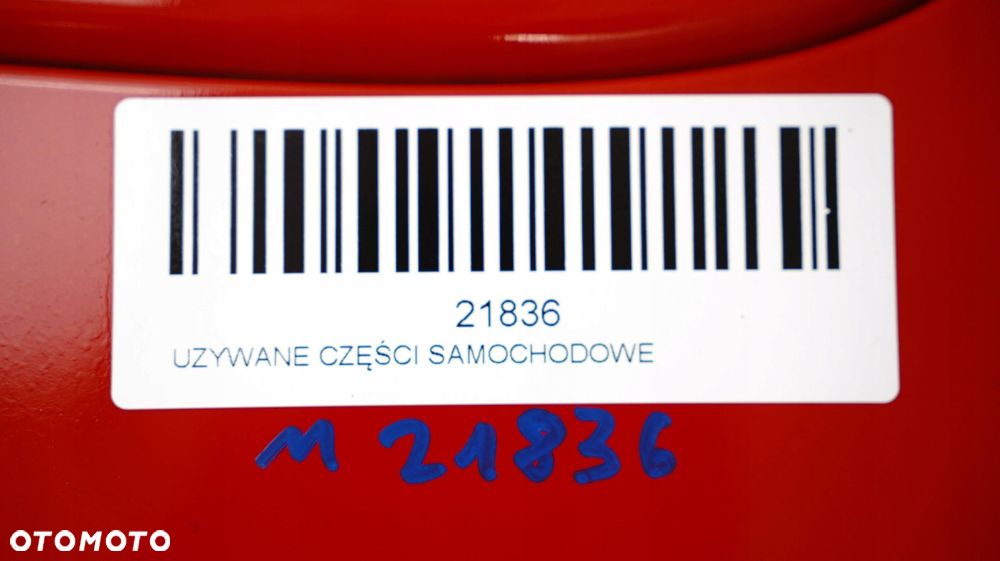 21836
UZYWANE CZĘŚCI SAMOCHODOWE
M 21836
OTOMOTO